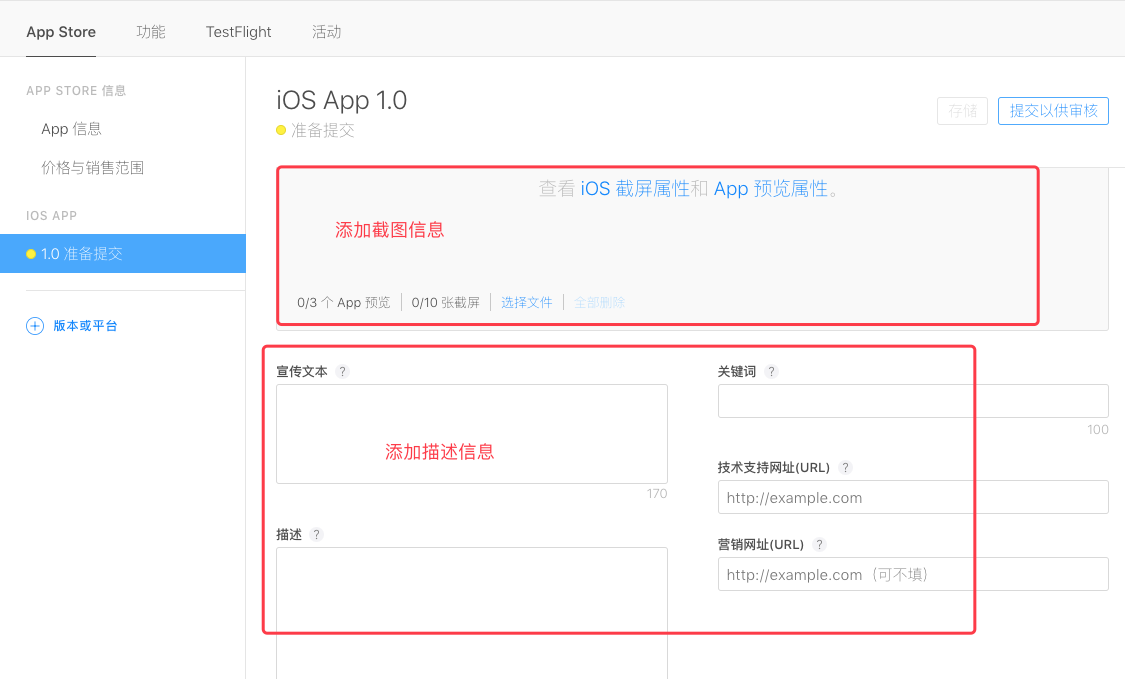 App Store 功能 TestFlight 活动
APP STORE 信息
App 信息
价格与销售范围
IOS APP
1.0 准备提交
版本或平台
iOS App 1.0
准备提交
存储 提交以供审核
查看 iOS 截屏属性和 App 预览属性。
添加截图信息
0/3 个 App 预览 0/10 张截屏 选择文件 全部删除
宣传文本 ?
添加描述信息
170
描述 ?
关键词 ?
100
技术支持网址(URL) ?
http://example.com
营销网址(URL) ?
http://example.com（可不填）